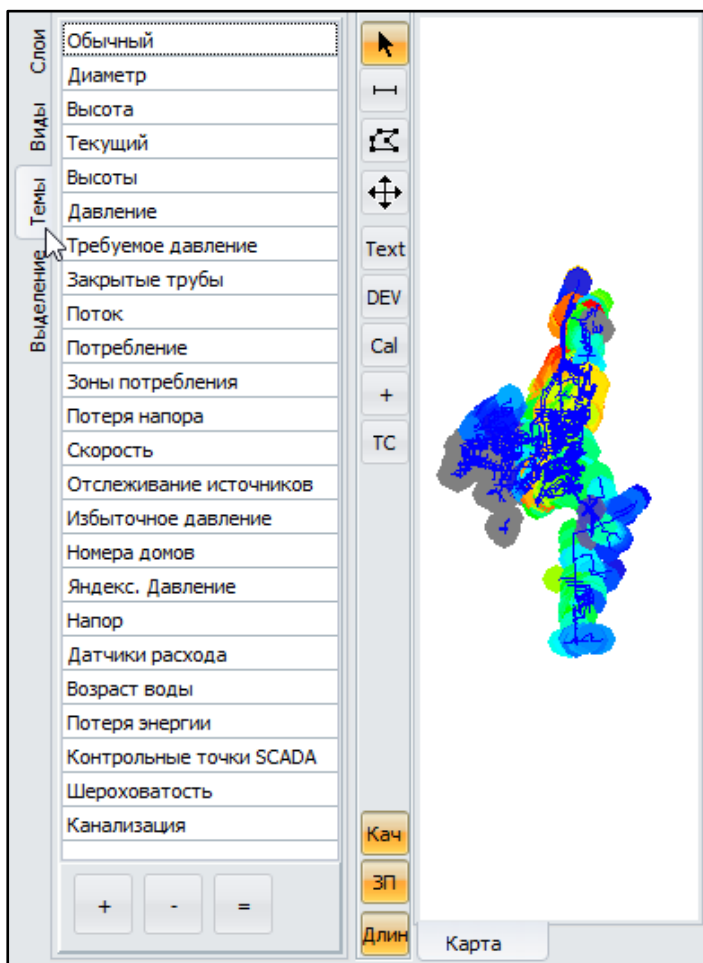 Слои
Виды
Темы
Выделение
Обычный
Диаметр
Высота
Текущий
Высоты
Давление
Требуемое давление
Закрытые трубы
Поток
Потребление
Зоны потребления
Потеря напора
Скорость
Отслеживание источников
Избыточное давление
Номера домов
Яндекс. Давление
Напор
Датчики расхода
Возраст воды
Потеря энергии
Контрольные точки SCADA
Шероховатость
Канализация
+ - =
Text
DEV
Cal
+
TC
Кач
ЗП
Длин
Карта